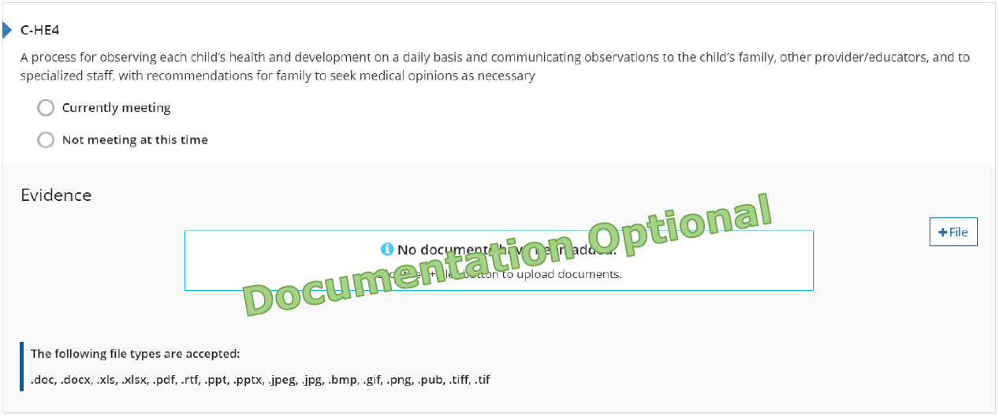 C-HE4
A process for observing each child's health and development on a daily basis and communicating observations to the child's family, other provider/educators, and to
specialized staff, with recommendations for family to seek medical opinions as necessary
Currently meeting
Not meeting at this time
Evidence
+File
No documents have been added.
button to upload documents.
Documentation Optional
The following file types are accepted:
.doc, .docx, .xls, .xlsx, .pdf, .rtf, .ppt, .pptx, .jpeg, .jpg, .bmp, .gif, .png, .pub, .tiff, .tif